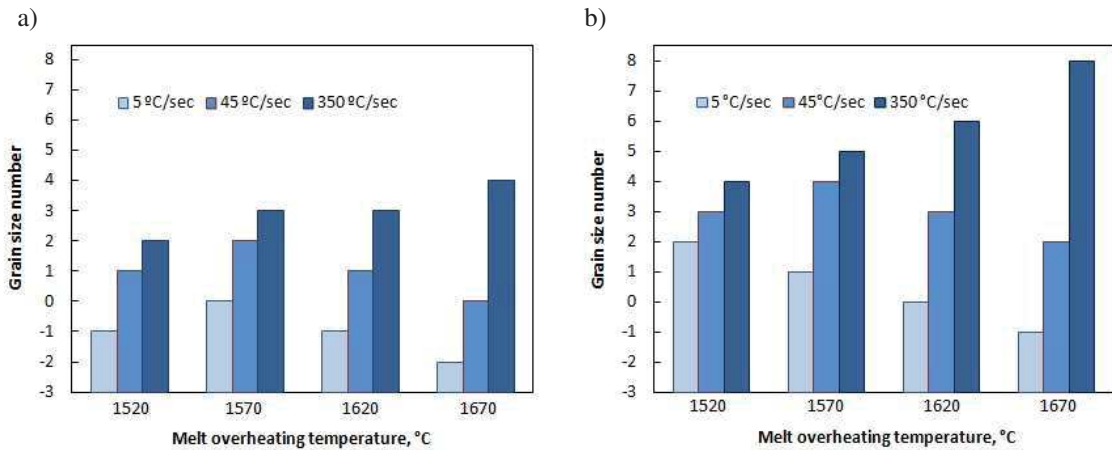 a)
8
7
6
5
4
3
2
1
0
-1
-2
-3
Grain size number
5 ºC/sec 45 ºC/sec 350 ºC/sec
1520 1570 1620 1670
Melt overheating temperature, °C
b)
8
7
6
5
4
3
2
1
0
-1
-2
-3
Grain size number
5 °C/sec 45°C/sec 350 °C/sec
1520 1570 1620 1670
Melt overheating temperature, °C